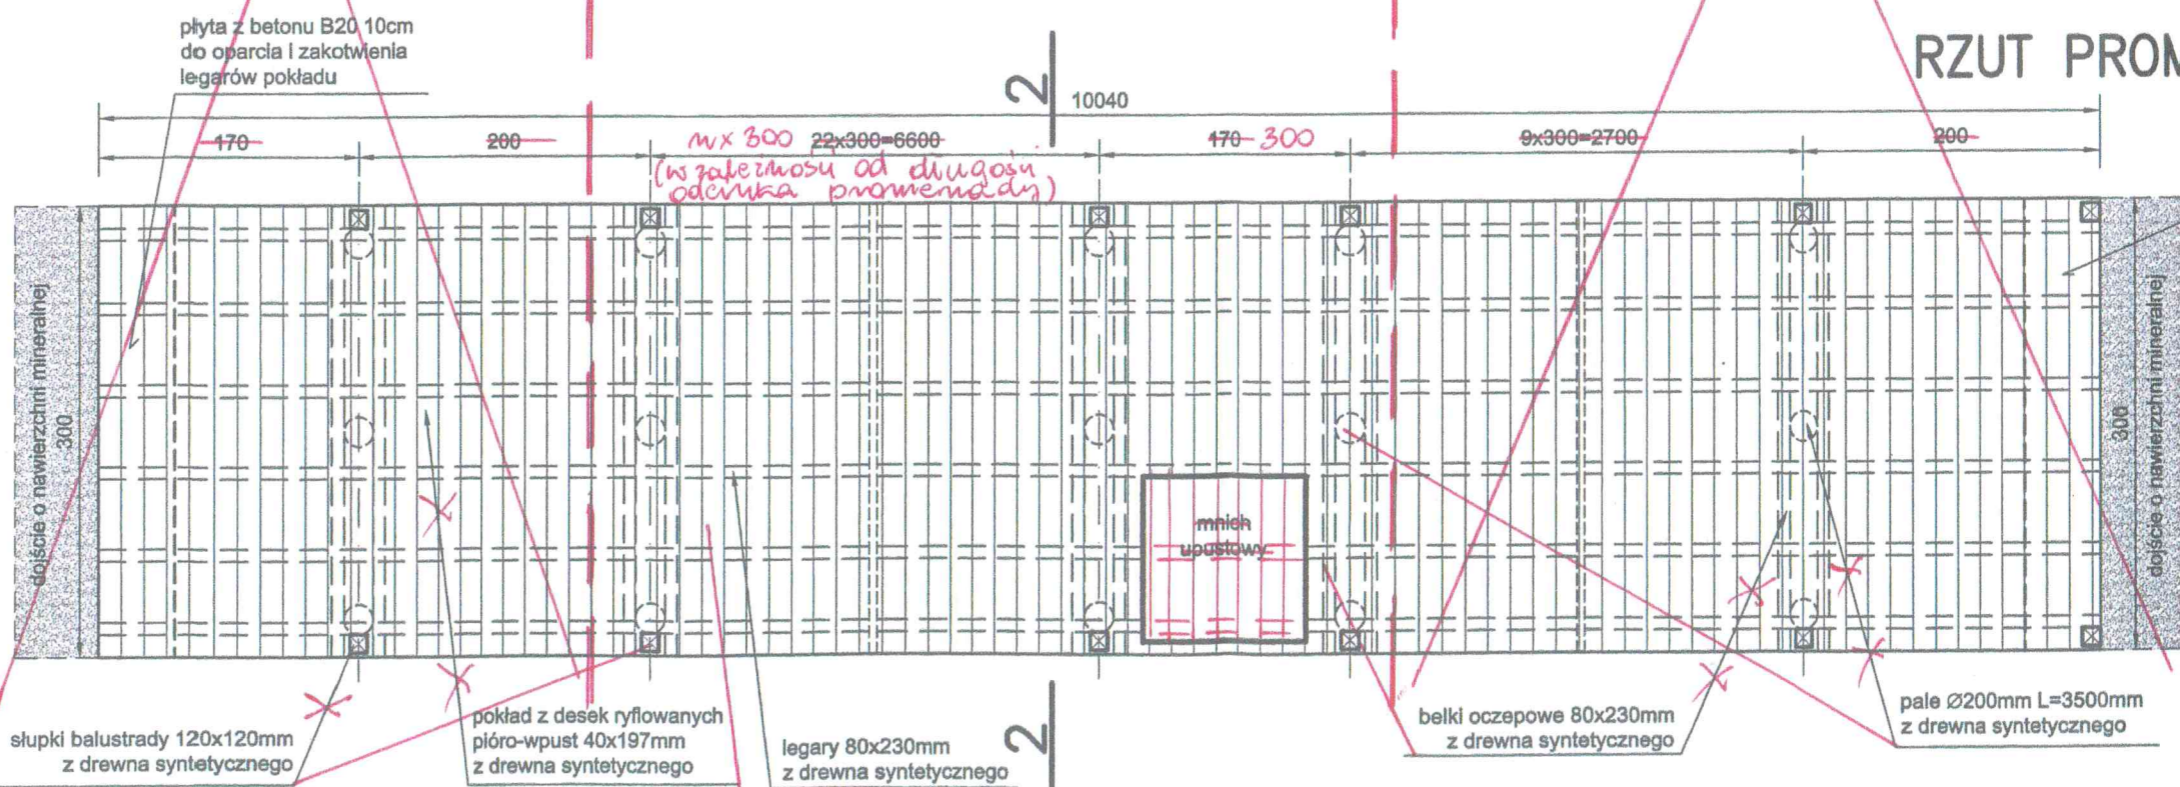 płyta z betonu B20 10cm
do oparcia i zakotwienia
legarów pokładu
RZUT PROM
2
10040
170
200
n x 300 22x300=6600
(w zależności od długości
odcinka promenady)
170 300
9x300=2700
200
dojście o nawierzchni mineralnej
300
mnich
upustowy
300
dojście o nawierzchni mineralnej
słupki balustrady 120x120mm
z drewna syntetycznego
pokład z desek ryflowanych
pióro-wpust 40x197mm
z drewna syntetycznego
legary 80x230mm
z drewna syntetycznego
2
belki oczepowe 80x230mm
z drewna syntetycznego
pale Ø200mm L=3500mm
z drewna syntetycznego